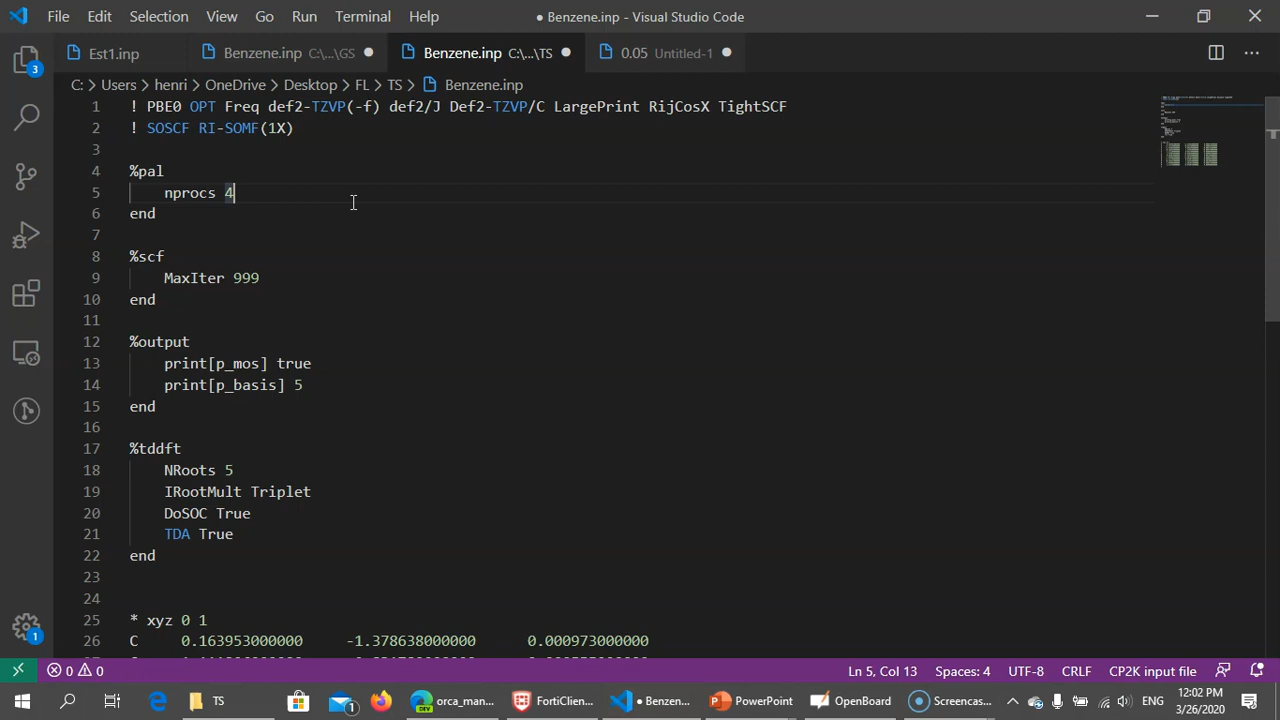 File Edit Selection View Go Run Terminal Help ● Benzene.inp - Visual Studio Code
Est1.inp Benzene.inp C:\...\GS Benzene.inp C:\...\TS 0.05 Untitled-1
C: > Users > henri > OneDrive > Desktop > FL > TS > Benzene.inp
1 ! PBE0 OPT Freq def2-TZVP(-f) def2/J Def2-TZVP/C LargePrint RijCosX TightSCF
2 ! SOSCF RI-SOMF(1X)
3
4 %pal
5 nprocs 4
6 end
7
8 %scf
9 MaxIter 999
10 end
11
12 %output
13 print[p_mos] true
14 print[p_basis] 5
15 end
16
17 %tddft
18 NRoots 5
19 IRootMult Triplet
20 DoSOC True
21 TDA True
22 end
23
24
25 * xyz 0 1
26 C 0.163953000000 -1.378638000000 0.000973000000
3
1
0 0 Ln 5, Col 13 Spaces: 4 UTF-8 CRLF CP2K input file
TS 1 orca_man... FortiClien... ● Benzen... PowerPoint OpenBoard Screencas... ENG 12:02 PM
3/26/2020